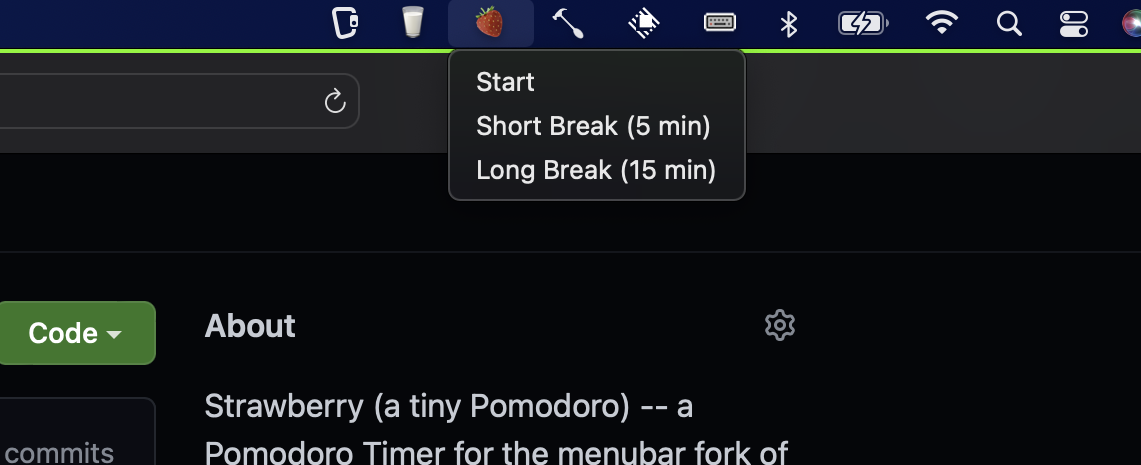 Start
Short Break (5 min)
Long Break (15 min)
Code
About
Strawberry (a tiny Pomodoro) -- a
commits
Pomodoro Timer for the menubar fork of